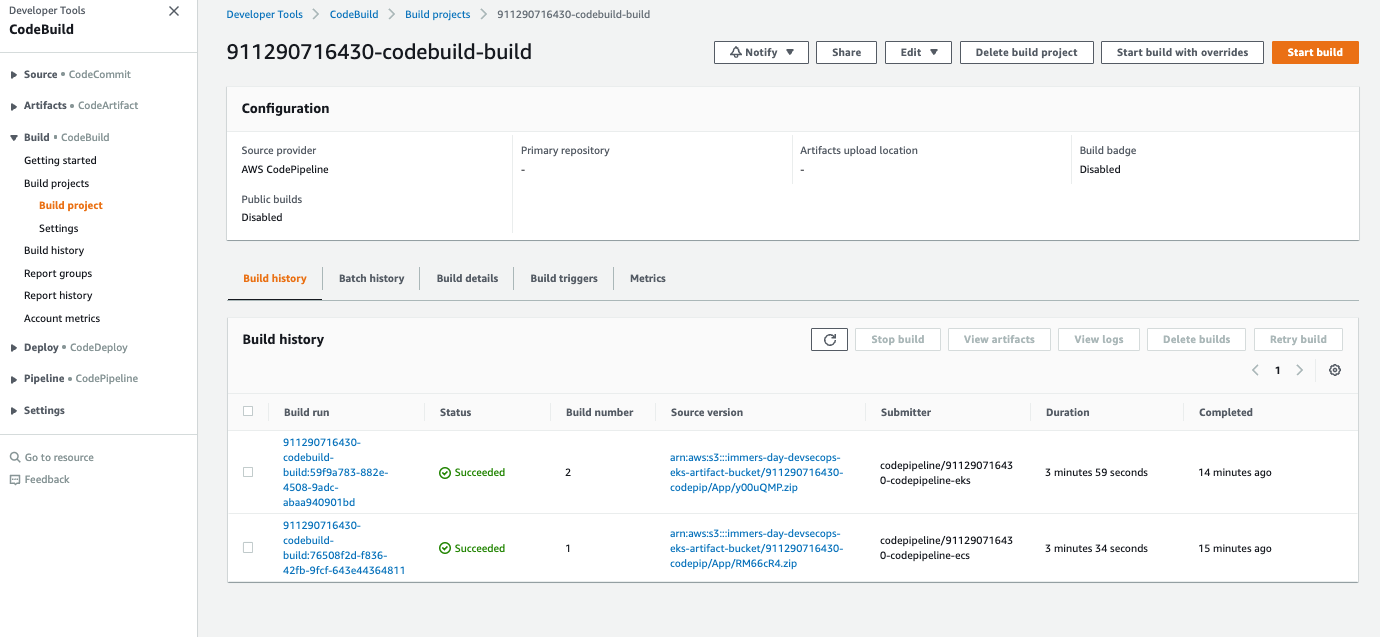 Developer Tools
CodeBuild
Source • CodeCommit
Artifacts • CodeArtifact
Build • CodeBuild
Getting started
Build projects
Build project
Settings
Build history
Report groups
Report history
Account metrics
Deploy • CodeDeploy
Pipeline • CodePipeline
Settings
Go to resource
Feedback
Developer Tools > CodeBuild > Build projects > 911290716430-codebuild-build
911290716430-codebuild-build
Notify Share Edit Delete build project Start build with overrides Start build
Configuration
Source provider Primary repository Artifacts upload location Build badge
AWS CodePipeline - - Disabled
Public builds
Disabled
Build history Batch history Build details Build triggers Metrics
Build history
Stop build View artifacts View logs Delete builds Retry build
1
Build run Status Build number Source version Submitter Duration Completed
911290716430-
codebuild-
build:59f9a783-882e-
4508-9adc-
abaa940901bd
Succeeded
2
arn:aws:s3:::immers-day-devsecops-
eks-artifact-bucket/911290716430-
codepip/App/y00uQMP.zip
codepipeline/91129071643
0-codepipeline-eks
3 minutes 59 seconds
14 minutes ago
911290716430-
codebuild-
build:76508f2d-f836-
42fb-9fcf-643e44364811
Succeeded
1
arn:aws:s3:::immers-day-devsecops-
eks-artifact-bucket/911290716430-
codepip/App/RM66cR4.zip
codepipeline/91129071643
0-codepipeline-ecs
3 minutes 34 seconds
15 minutes ago